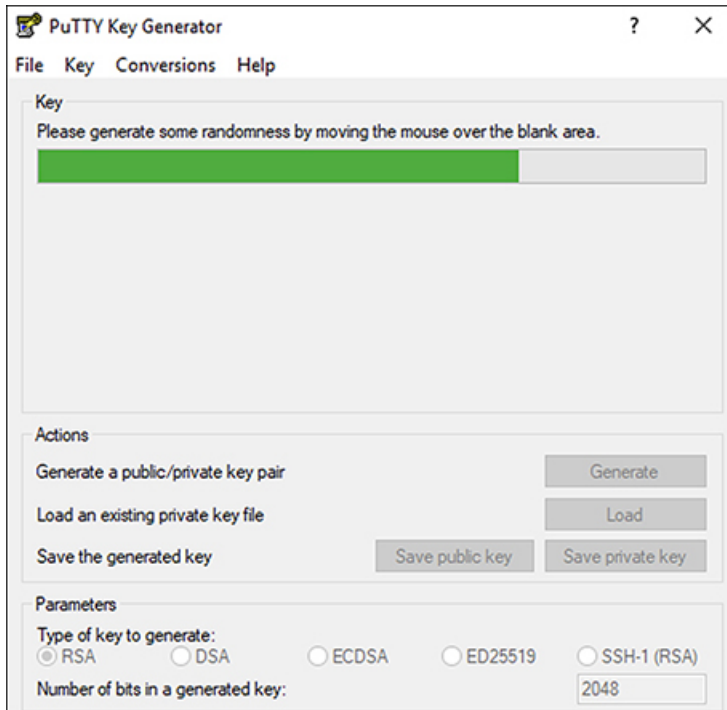 PuTTY Key Generator
? X
File Key Conversions Help
Key
Please generate some randomness by moving the mouse over the blank area.
Actions
Generate a public/private key pair Generate
Load an existing private key file Load
Save the generated key Save public key Save private key
Parameters
Type of key to generate:
RSA DSA ECDSA ED25519 SSH-1 (RSA)
Number of bits in a generated key: 2048